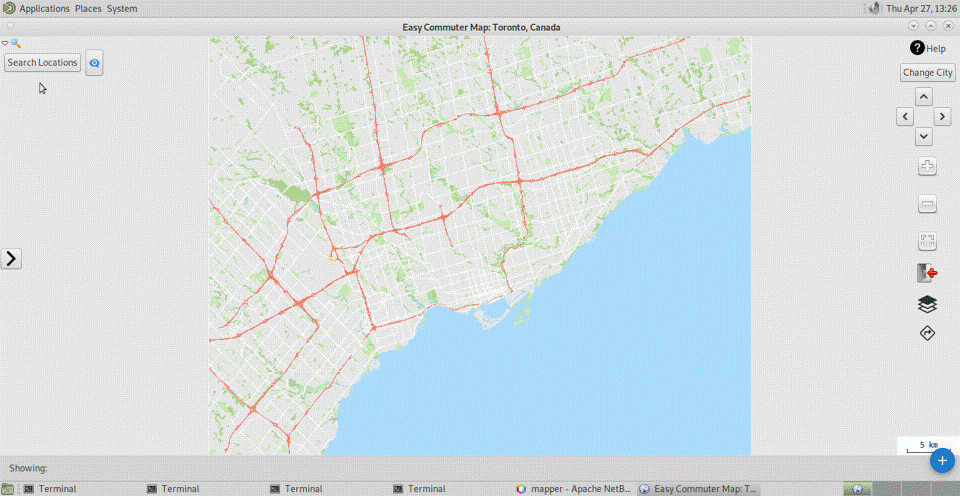 Applications Places System
Thu Apr 27, 13:26
Easy Commuter Map: Toronto, Canada
Search Locations
Help
Change City
5 km
Showing:
Terminal
Terminal
Terminal
Terminal
mapper - Apache NetB...
Easy Commuter Map: T...